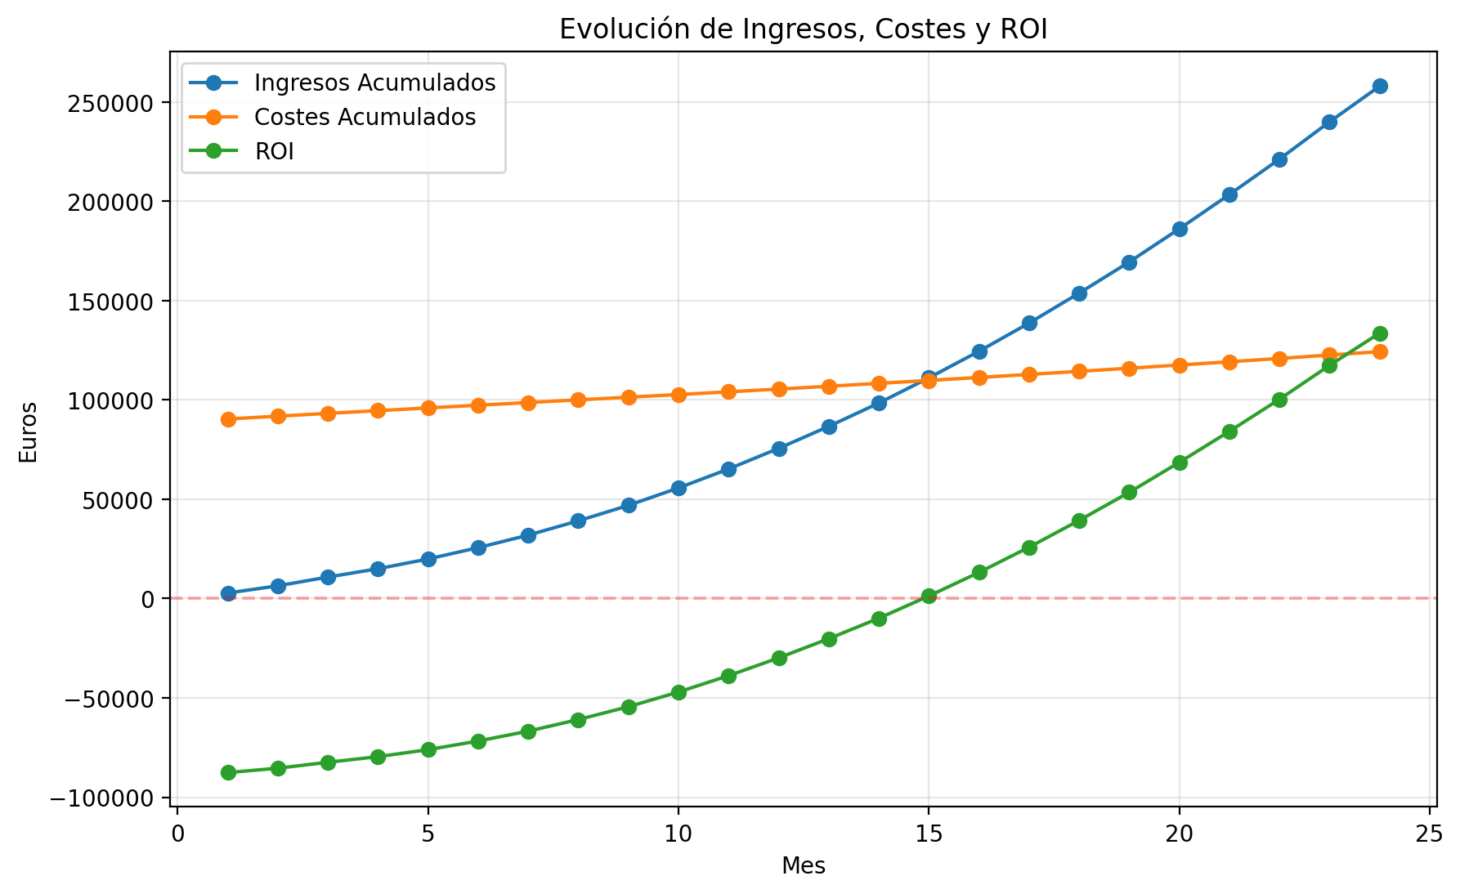 Evolución de Ingresos, Costes y ROI
Ingresos Acumulados
Costes Acumulados
ROI
250000
200000
150000
100000
50000
0
−50000
−100000
Euros
0 5 10 15 20 25
Mes